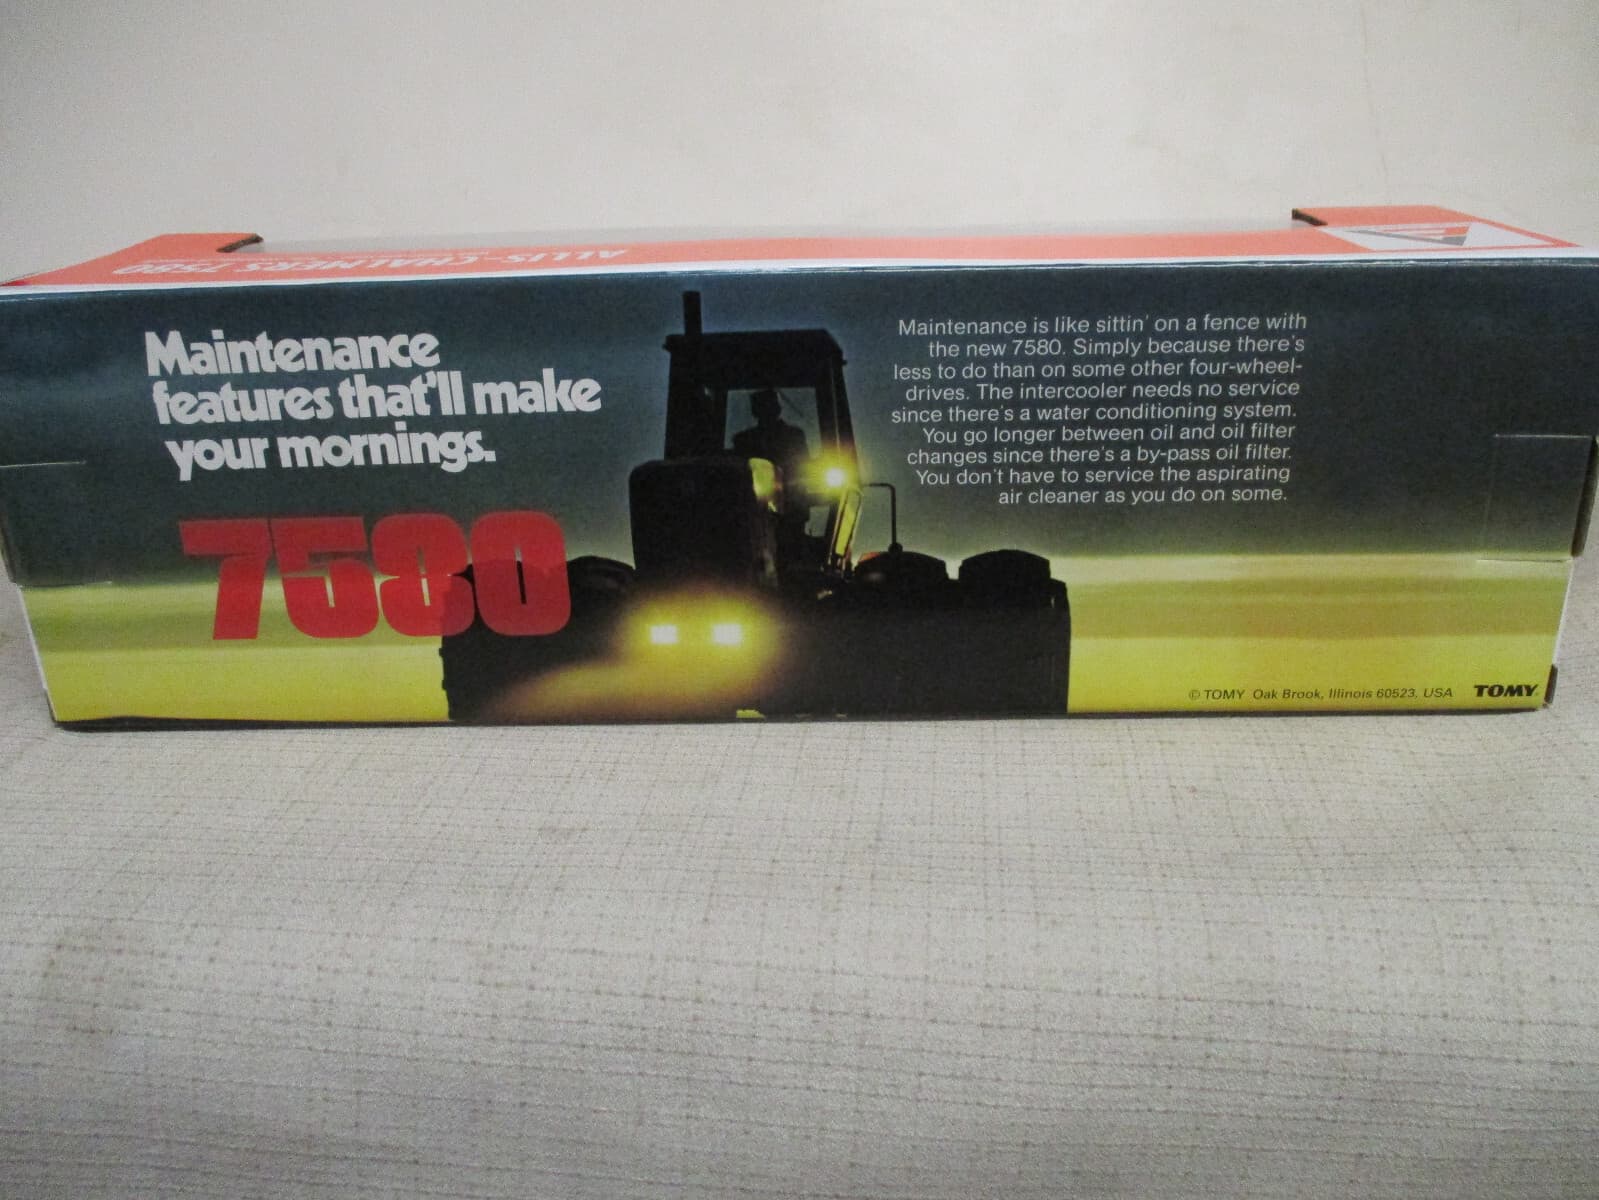 ALLIS-CHALMERS 7580
Maintenance
features that'll make
your mornings.
7580
Maintenance is like sittin' on a fence with
the new 7580. Simply because there's
less to do than on some other four-wheel-
drives. The intercooler needs no service
since there's a water conditioning system.
You go longer between oil and oil filter
changes since there's a by-pass oil filter.
You don't have to service the aspirating
air cleaner as you do on some.
© TOMY Oak Brook, Illinois 60523, USA TOMY